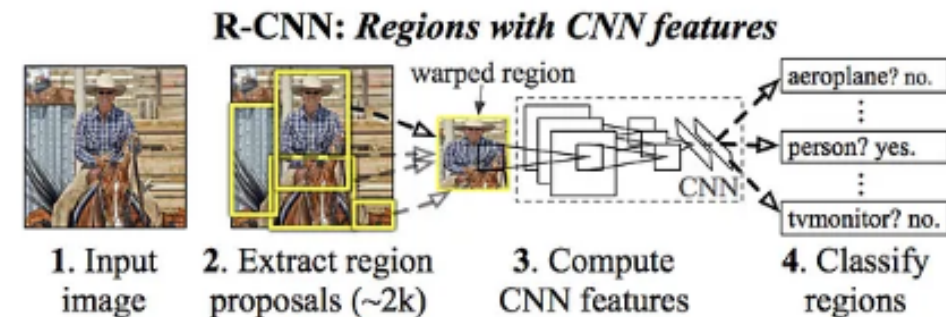 R-CNN: Regions with CNN features
warped region
aeroplane? no.
person? yes.
tvmonitor? no.
CNN
1. Input
image
2. Extract region
proposals (~2k)
3. Compute
CNN features
4. Classify
regions